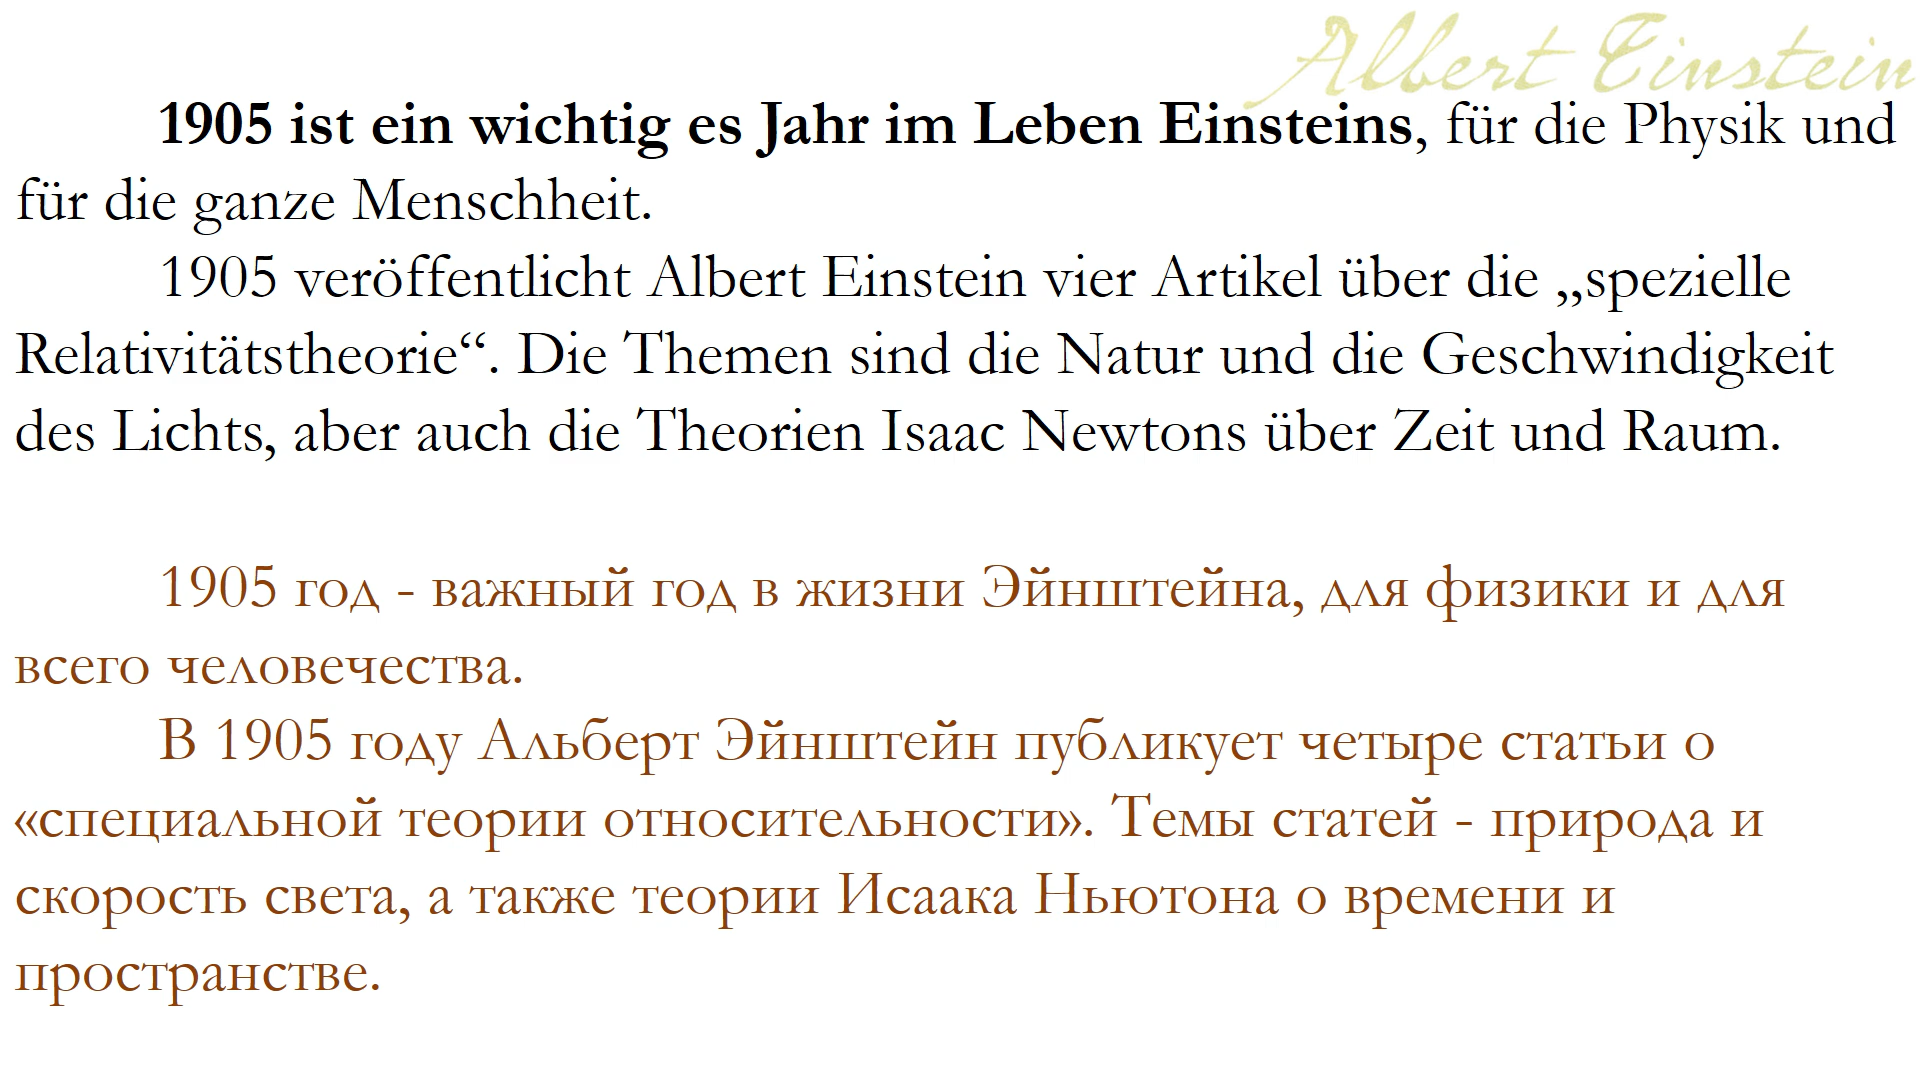 Albert Einstein
1905 ist ein wichtig es Jahr im Leben Einsteins, für die Physik und
für die ganze Menschheit.
1905 veröffentlicht Albert Einstein vier Artikel über die „spezielle
Relativitätstheorie“. Die Themen sind die Natur und die Geschwindigkeit
des Lichts, aber auch die Theorien Isaac Newtons über Zeit und Raum.
1905 год - важный год в жизни Эйнштейна, для физики и для
всего человечества.
В 1905 году Альберт Эйнштейн публикует четыре статьи о
«специальной теории относительности». Темы статей - природа и
скорость света, а также теории Исаака Ньютона о времени и
пространстве.